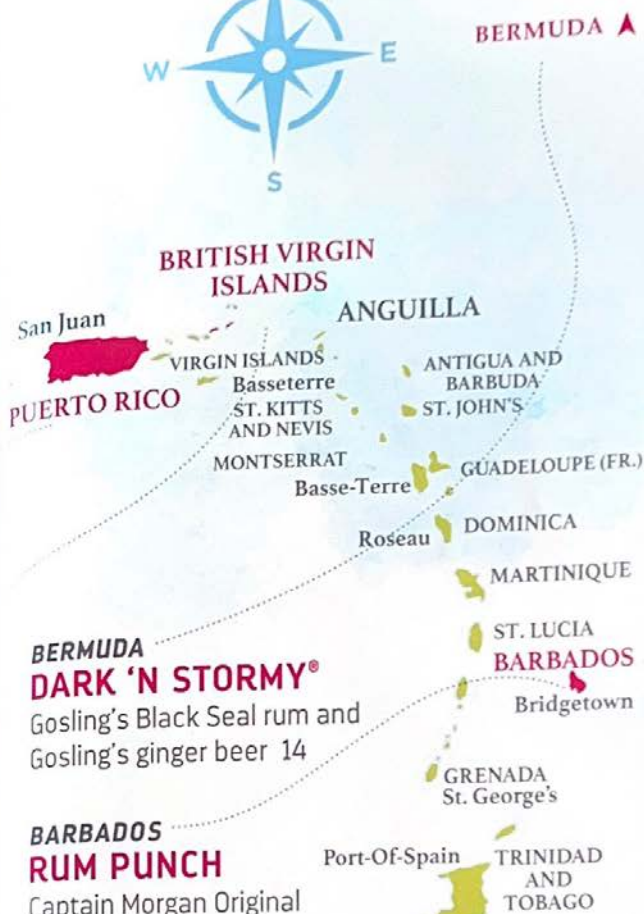 BERMUDA
W
E
S
BRITISH VIRGIN
ISLANDS
San Juan
ANGUILLA
PUERTO RICO
VIRGIN ISLANDS
Basseterre
ST. KITTS
AND NEVIS
ANTIGUA AND
BARBUDA
ST. JOHN'S
MONTSERRAT
Basse-Terre
GUADELOUPE (FR.)
Roseau
DOMINICA
MARTINIQUE
ST. LUCIA
BARBADOS
Bridgetown
GRENADA
St. George's
Port-Of-Spain
TRINIDAD
AND
TOBAGO
BERMUDA
DARK 'N STORMY®
Gosling's Black Seal rum and
Gosling's ginger beer 14
BARBADOS
RUM PUNCH
Captain Morgan Original